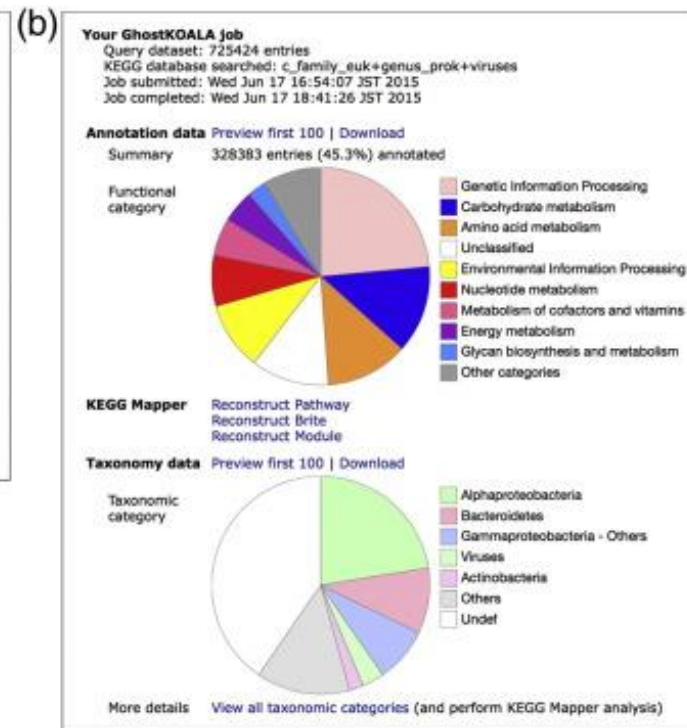 (b)
Your GhostKOALA job
Query dataset: 725424 entries
KEGG database searched: c_family_euk+genus_prok+viruses
Job submitted: Wed Jun 17 16:54:07 JST 2015
Job completed: Wed Jun 17 18:41:26 JST 2015
Annotation data Preview first 100 | Download
Summary 328383 entries (45.3%) annotated
Functional
category
Genetic Information Processing
Carbohydrate metabolism
Amino acid metabolism
Unclassified
Environmental Information Processing
Nucleotide metabolism
Metabolism of cofactors and vitamins
Energy metabolism
Glycan biosynthesis and metabolism
Other categories
KEGG Mapper Reconstruct Pathway
Reconstruct Brite
Reconstruct Module
Taxonomy data Preview first 100 | Download
Taxonomic
category
Alphaproteobacteria
Bacteroidetes
Gammaproteobacteria - Others
Viruses
Actinobacteria
Others
Undef
More details View all taxonomic categories (and perform KEGG Mapper analysis)